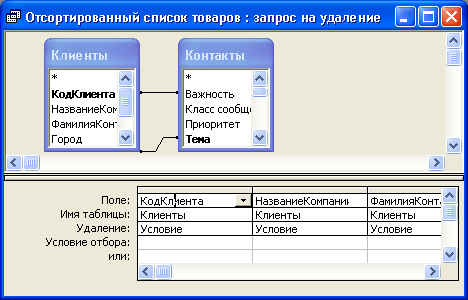 Отсортированный список товаров : запрос на удаление
Клиенты
*
КодКлиента
НазваниеКом
ФамилияКонт
Город
Контакты
*
Важность
Класс сообще
Приоритет
Тема
Поле: КодКлиента НазваниеКомпании ФамилияКонта
Имя таблицы: Клиенты Клиенты Клиенты
Удаление: Условие Условие Условие
Условие отбора:
или: